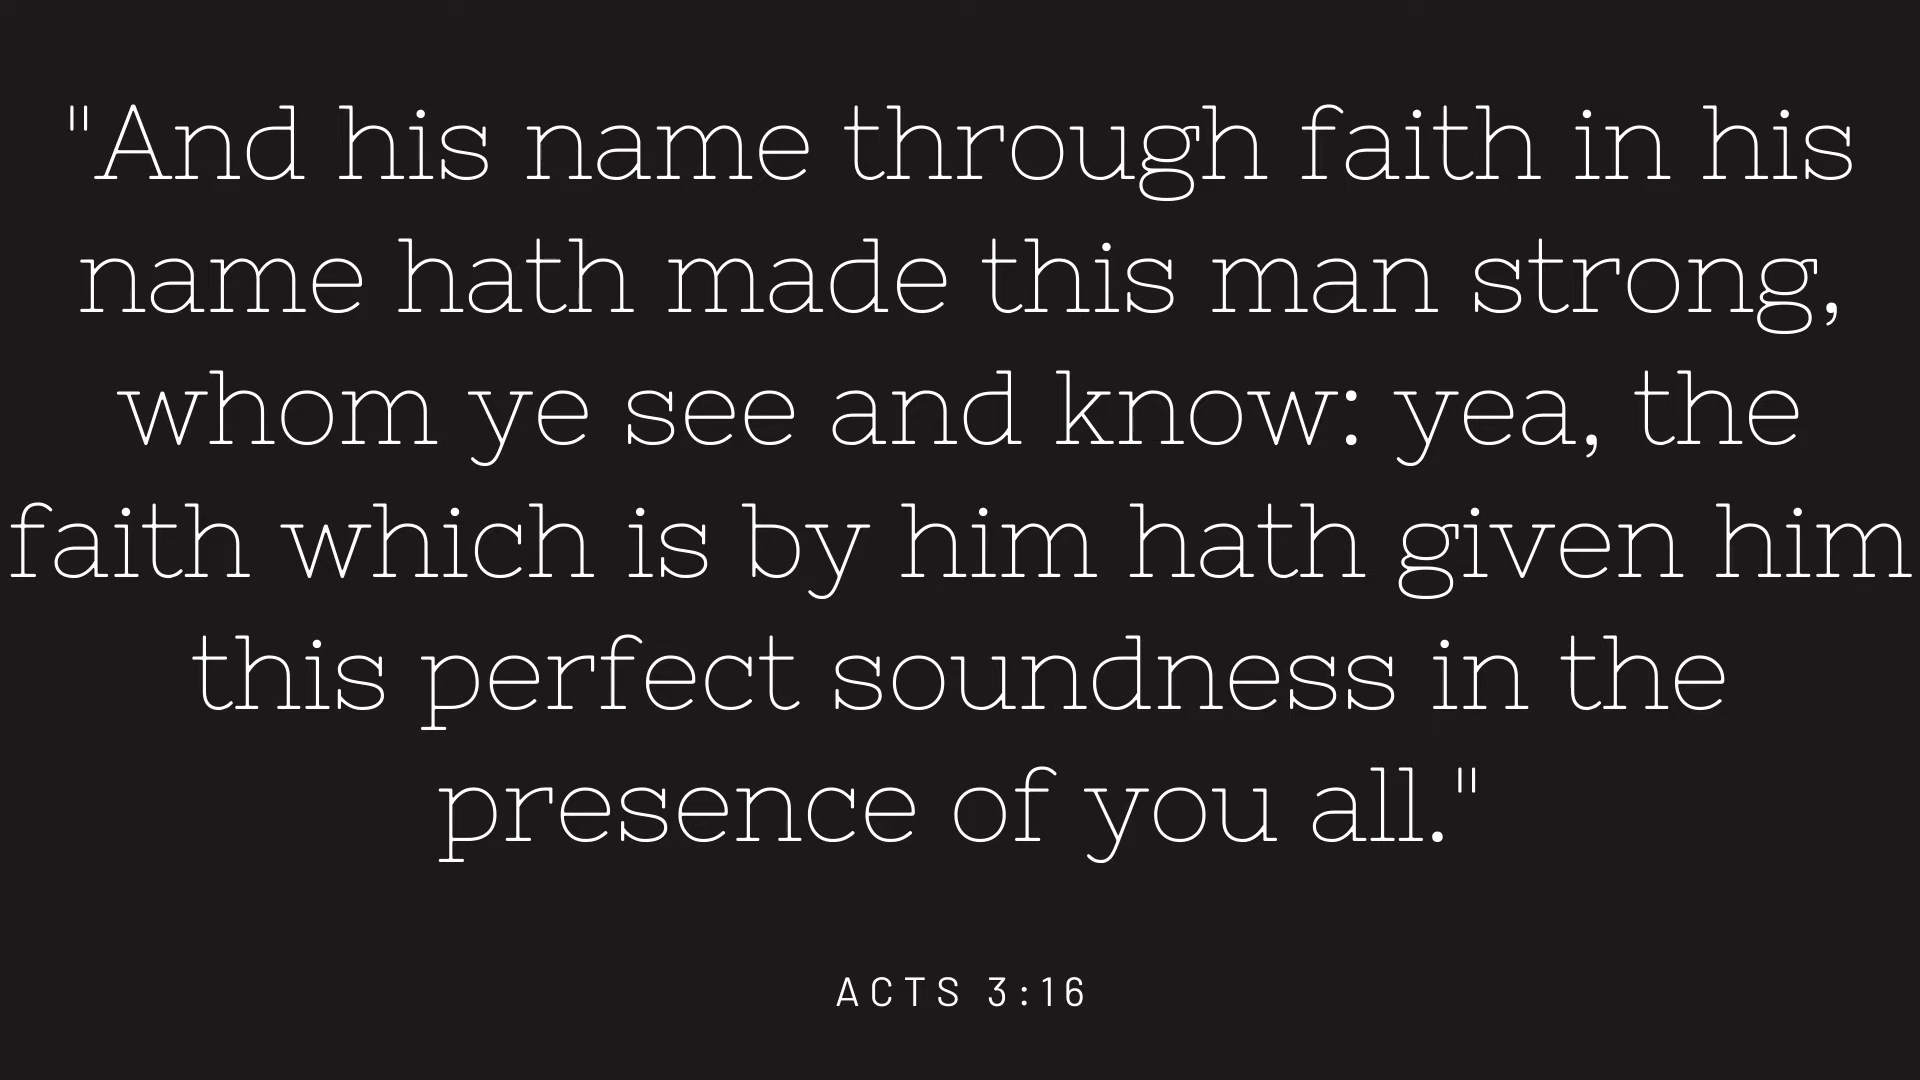 "And his name through faith in his
name hath made this man strong,
whom ye see and know: yea, the
faith which is by him hath given him
this perfect soundness in the
presence of you all."
ACTS 3:16